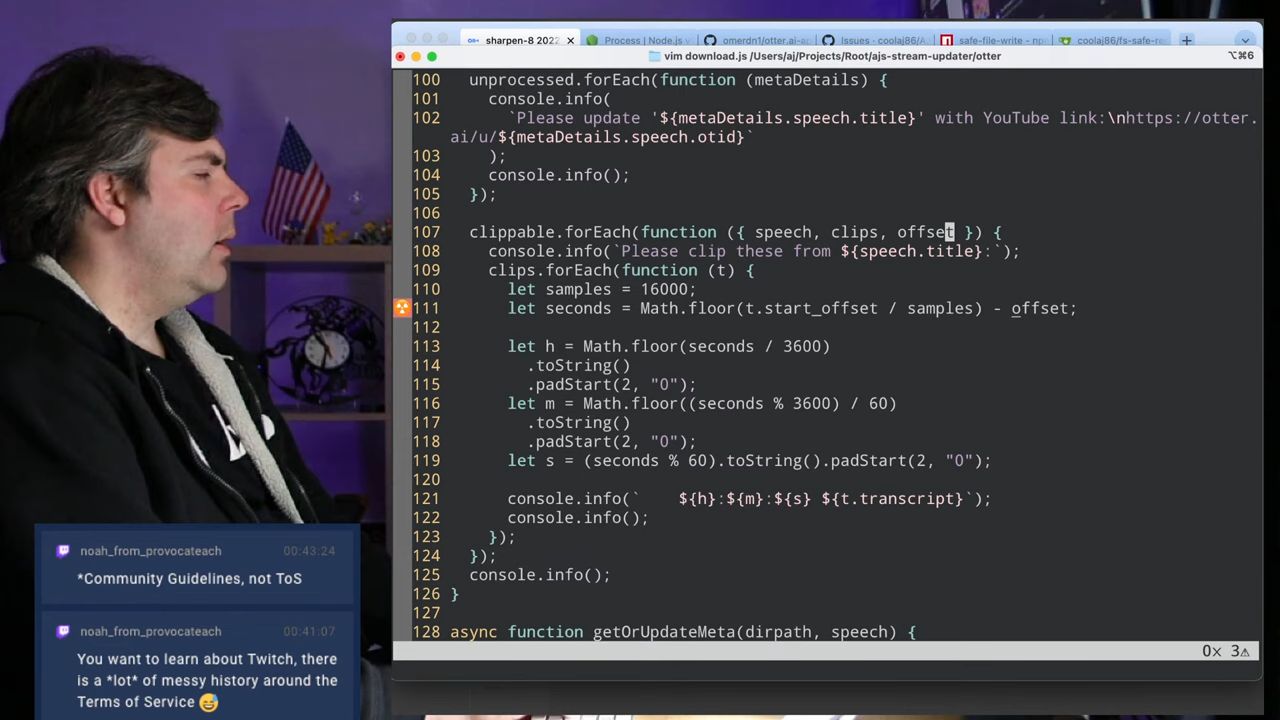 sharpen-8 2022 ×
Process | Node.js v
omerdn1/otter.ai-ap
Issues · coolaj86/A
safe-file-write - npm
coolaj86/fs-safe-re
+
vim download.js /Users/aj/Projects/Root/ajs-stream-updater/otter
⌥⌘6
100 unprocessed.forEach(function (metaDetails) {
101 console.info(
102 `Please update '${metaDetails.speech.title}' with YouTube link:\nhttps://otter.
ai/u/${metaDetails.speech.otid}`
103 );
104 console.info();
105 });
106
107 clippable.forEach(function ({ speech, clips, offset }) {
108 console.info(`Please clip these from ${speech.title}:`);
109 clips.forEach(function (t) {
110 let samples = 16000;
111 let seconds = Math.floor(t.start_offset / samples) - offset;
112
113 let h = Math.floor(seconds / 3600)
114 .toString()
115 .padStart(2, "0");
116 let m = Math.floor((seconds % 3600) / 60)
117 .toString()
118 .padStart(2, "0");
119 let s = (seconds % 60).toString().padStart(2, "0");
120
121 console.info(`    ${h}:${m}:${s} ${t.transcript}`);
122 console.info();
123 });
124 });
125 console.info();
126 }
127
128 async function getOrUpdateMeta(dirpath, speech) {
0× 3⚠
noah_from_provocateach 00:43:24
*Community Guidelines, not ToS
noah_from_provocateach 00:41:07
You want to learn about Twitch, there
is a *lot* of messy history around the
Terms of Service 😅